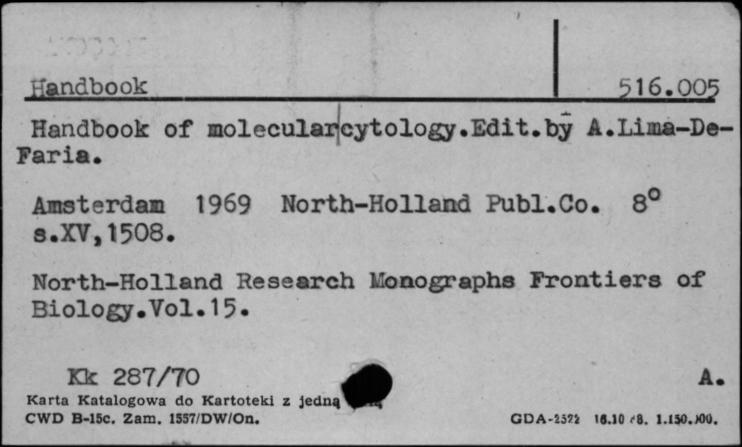 Handbook 516.005
Handbook of molecular cytology.Edit.by A.Lima-De-
Faria.
Amsterdam 1969 North-Holland Publ.Co. 8°
s.XV,1508.
North-Holland Research Monographs Frontiers of
Biology.Vol.15.
Kk 287/70 A.
Karta Katalogowa do Kartoteki z jedną
CWD B-15c. Zam. 1557/DW/On. GDA-2522